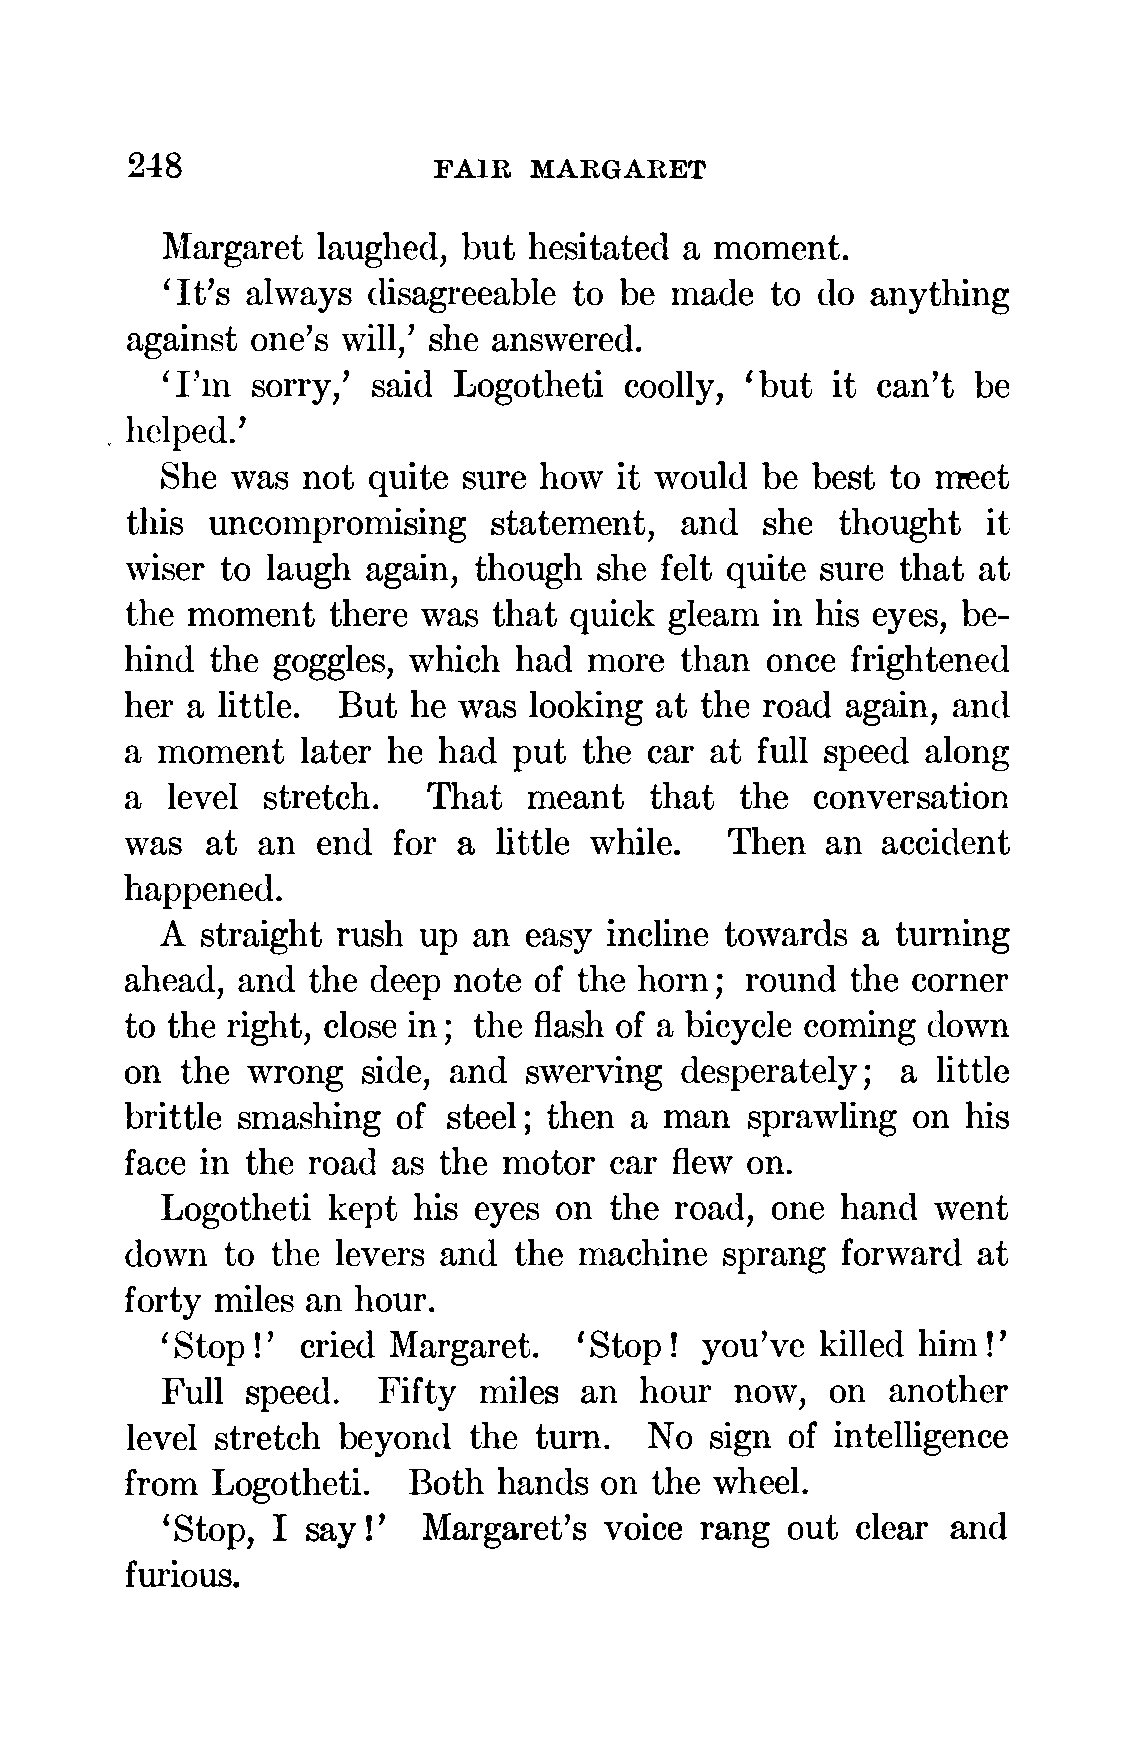 248 FAIR MARGARET
Margaret laughed, but hesitated a moment.
‘It’s always disagreeable to be made to do anything
against one’s will,’ she answered.
‘I’m sorry,’ said Logotheti coolly, ‘but it can’t be
helped.’
She was not quite sure how it would be best to meet
this uncompromising statement, and she thought it
wiser to laugh again, though she felt quite sure that at
the moment there was that quick gleam in his eyes, be-
hind the goggles, which had more than once frightened
her a little. But he was looking at the road again, and
a moment later he had put the car at full speed along
a level stretch. That meant that the conversation
was at an end for a little while. Then an accident
happened.
A straight rush up an easy incline towards a turning
ahead, and the deep note of the horn; round the corner
to the right, close in; the flash of a bicycle coming down
on the wrong side, and swerving desperately; a little
brittle smashing of steel; then a man sprawling on his
face in the road as the motor car flew on.
Logotheti kept his eyes on the road, one hand went
down to the levers and the machine sprang forward at
forty miles an hour.
‘Stop!’ cried Margaret. ‘Stop! you’ve killed him!’
Full speed. Fifty miles an hour now, on another
level stretch beyond the turn. No sign of intelligence
from Logotheti. Both hands on the wheel.
‘Stop, I say!’ Margaret’s voice rang out clear and
furious.